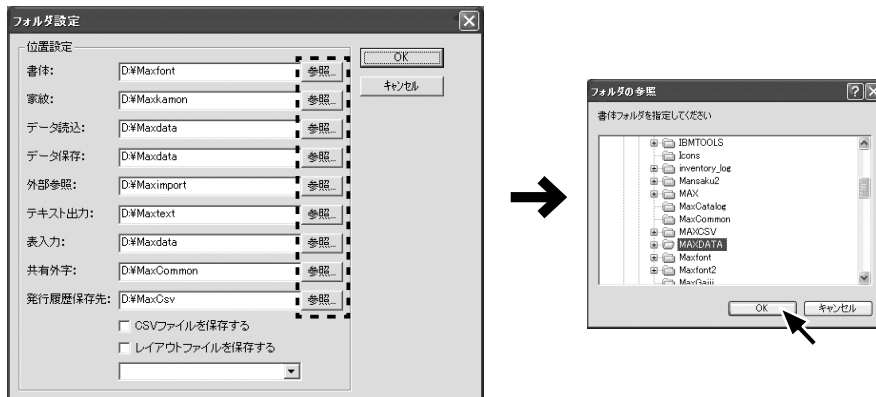 フォルダ設定
位置設定
書体: D:¥Maxfont 参照...
家紋: D:¥Maxkamon 参照...
データ読込: D:¥Maxdata 参照...
データ保存: D:¥Maxdata 参照...
外部参照: D:¥Maximport 参照...
テキスト出力: D:¥Maxtext 参照...
表入力: D:¥Maxdata 参照...
共有外字: D:¥MaxCommon 参照...
発行履歴保存先: D:¥MaxCsv 参照...
CSVファイルを保存する
レイアウトファイルを保存する
OK
キャンセル
フォルダの参照
書体フォルダを指定してください
IBMTOOLS
Icons
inventory_log
Mansaku2
MAX
MaxCatalog
MaxCommon
MAXCSV
MAXDATA
Maxfont
Maxfont2
MaxGaiji
OK キャンセル